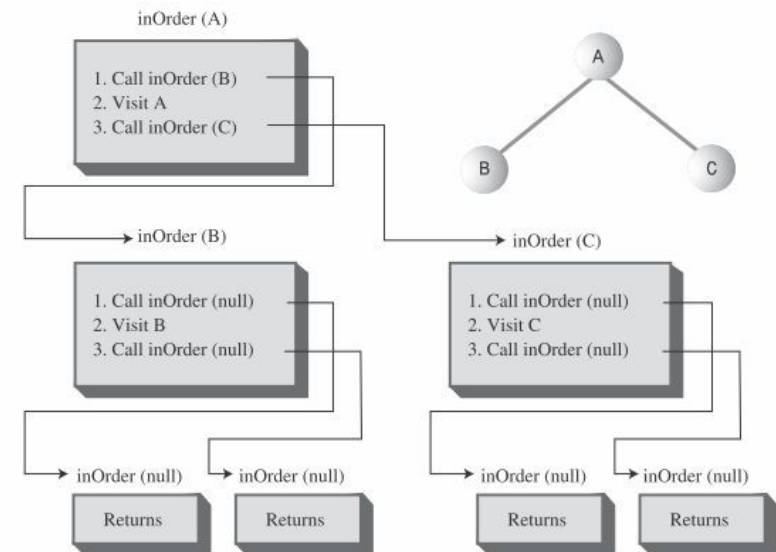 inOrder (A)
1. Call inOrder (B)
2. Visit A
3. Call inOrder (C)
A
B
C
inOrder (B)
1. Call inOrder (null)
2. Visit B
3. Call inOrder (null)
inOrder (C)
1. Call inOrder (null)
2. Visit C
3. Call inOrder (null)
inOrder (null)
Returns
inOrder (null)
Returns
inOrder (null)
Returns
inOrder (null)
Returns